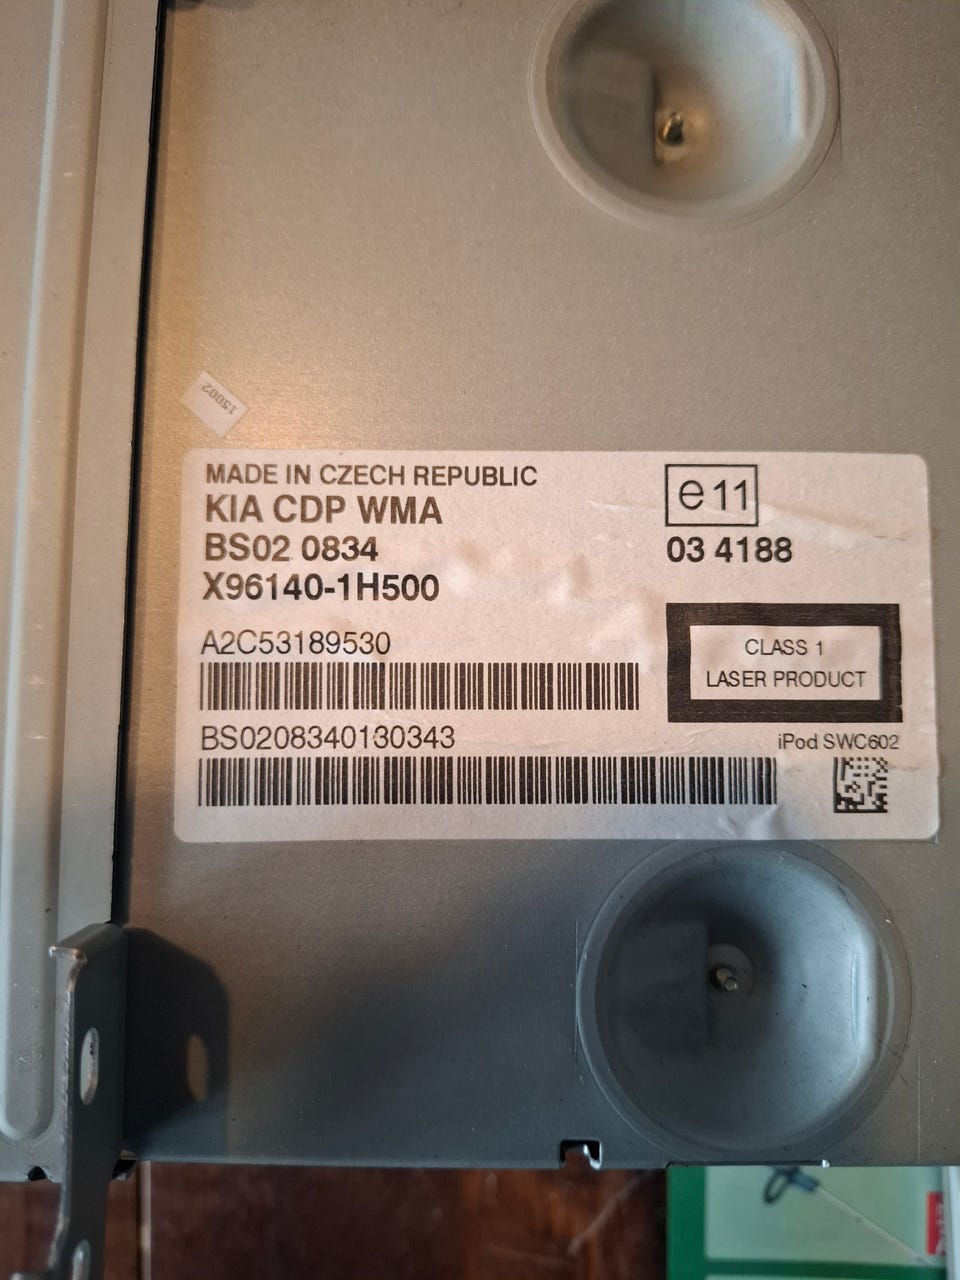 15002
MADE IN CZECH REPUBLIC
KIA CDP WMA
BS02 0834
X96140-1H500
e11
03 4188
A2C53189530
CLASS 1
LASER PRODUCT
BS0208340130343
iPod SWC602